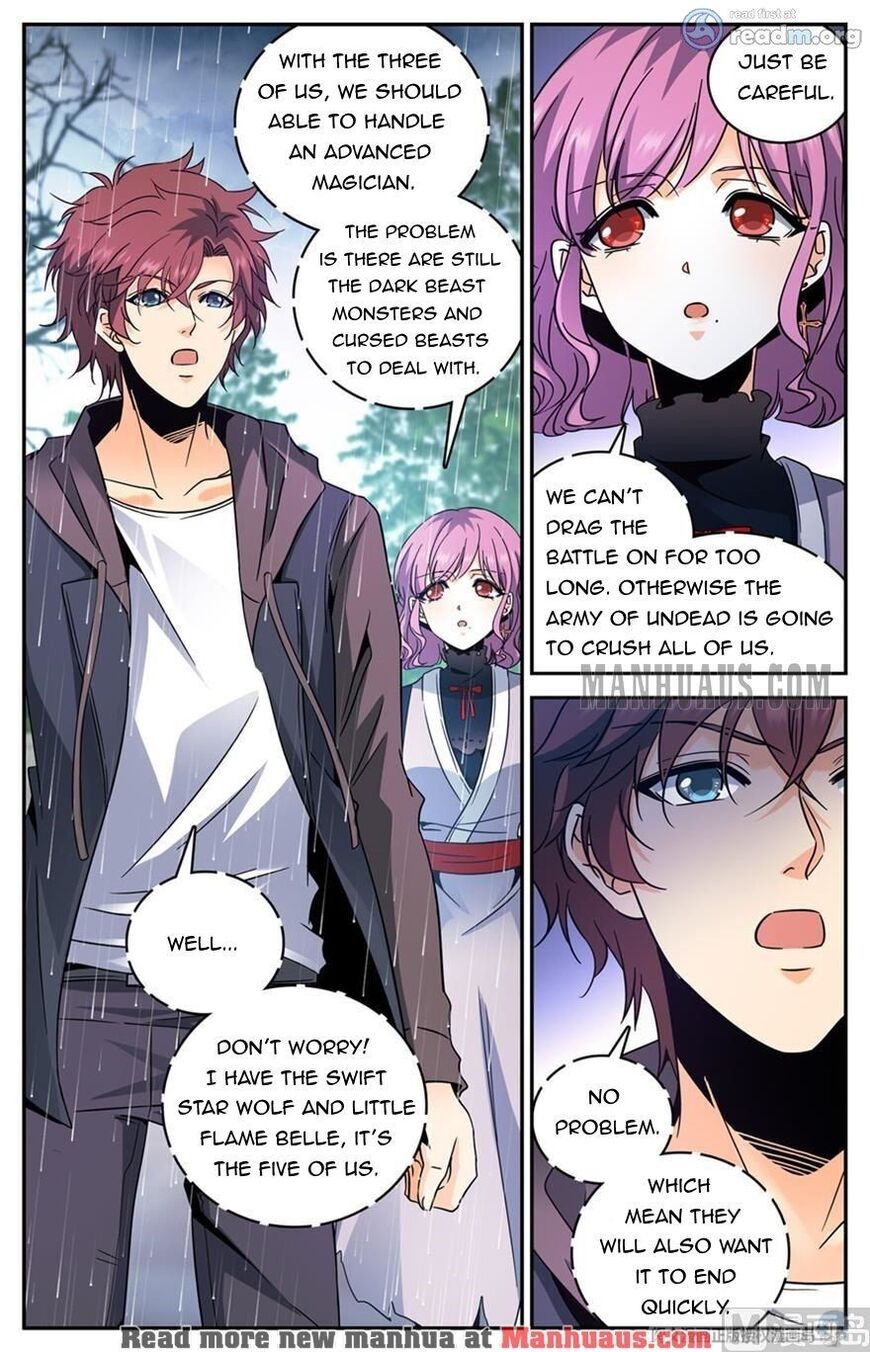 read first at
readm.org
WITH THE THREE
OF US, WE SHOULD
ABLE TO HANDLE
AN ADVANCED
MAGICIAN.
THE PROBLEM
IS THERE ARE STILL
THE DARK BEAST
MONSTERS AND
CURSED BEASTS
TO DEAL WITH.
WELL...
DON'T WORRY!
I HAVE THE SWIFT
STAR WOLF AND LITTLE
FLAME BELLE, IT'S
THE FIVE OF US.
JUST BE
CAREFUL.
WE CAN'T
DRAG THE
BATTLE ON FOR TOO
LONG. OTHERWISE THE
ARMY OF UNDEAD IS GOING
TO CRUSH ALL OF US.
MANHUAUS.COM
NO
PROBLEM.
WHICH
MEAN THEY
WILL ALSO WANT
IT TO END
QUICKLY.
Read more new manhua at Manhuaus.com